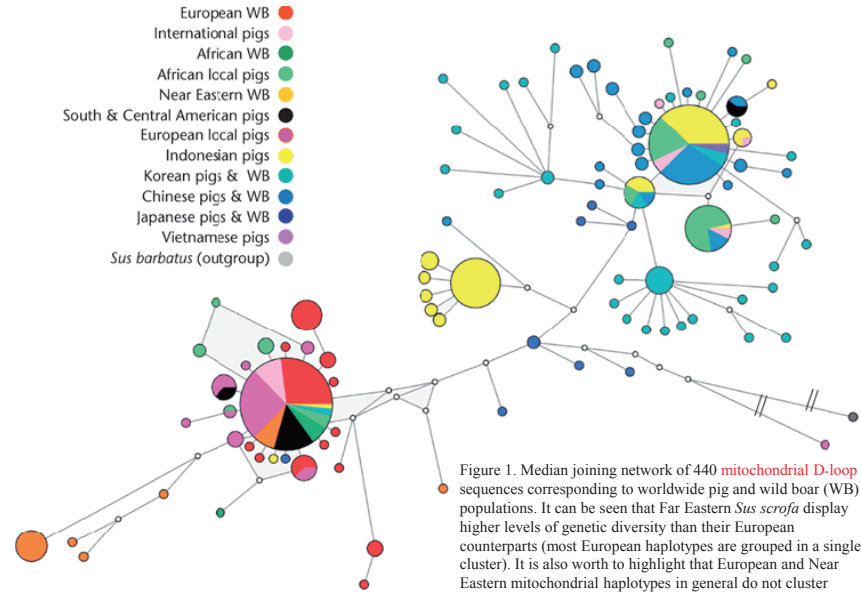 European WB
International pigs
African WB
African local pigs
Near Eastern WB
South & Central American pigs
European local pigs
Indonesian pigs
Korean pigs & WB
Chinese pigs & WB
Japanese pigs & WB
Vietnamese pigs
Sus barbatus (outgroup)
Figure 1. Median joining network of 440 mitochondrial D-loop
sequences corresponding to worldwide pig and wild boar (WB)
populations. It can be seen that Far Eastern Sus scrofa display
higher levels of genetic diversity than their European
counterparts (most European haplotypes are grouped in a single
cluster). It is also worth to highlight that European and Near
Eastern mitochondrial haplotypes in general do not cluster